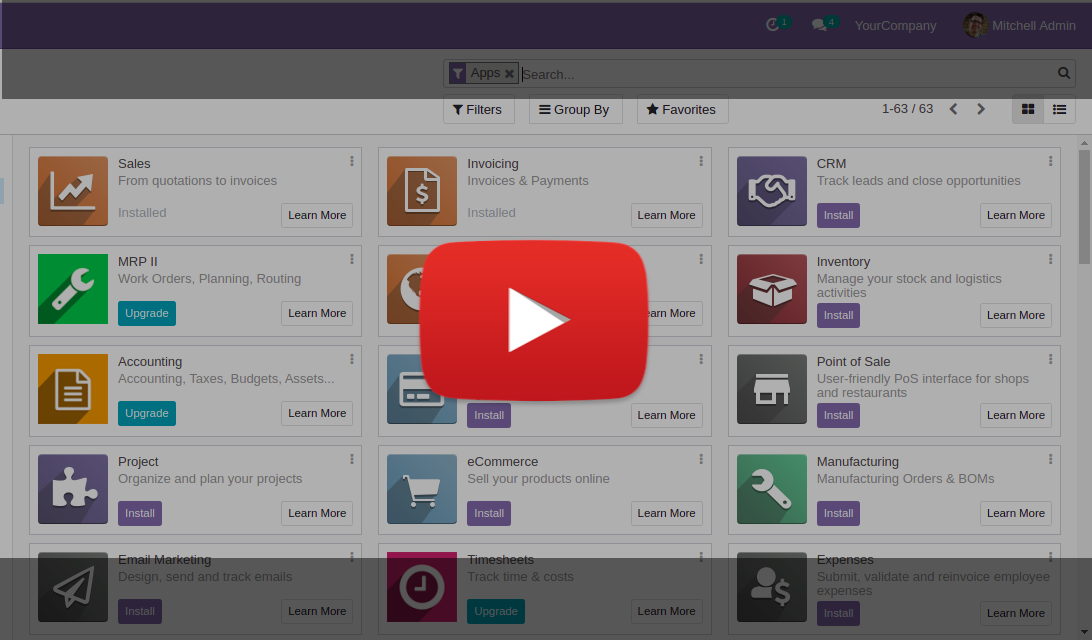 1
4
YourCompany
Mitchell Admin
Apps
Search...
Filters
Group By
Favorites
1-63 / 63
Sales
From quotations to invoices
Installed
Learn More
Invoicing
Invoices & Payments
Installed
Learn More
CRM
Track leads and close opportunities
Install
Learn More
MRP II
Work Orders, Planning, Routing
Upgrade
Learn More
More
Inventory
Manage your stock and logistics
activities
Install
Learn More
Accounting
Accounting, Taxes, Budgets, Assets...
Upgrade
Learn More
Install
Learn More
Point of Sale
User-friendly PoS interface for shops
and restaurants
Install
Learn More
Project
Organize and plan your projects
Install
Learn More
eCommerce
Sell your products online
Install
Learn More
Manufacturing
Manufacturing Orders & BOMs
Install
Learn More
Email Marketing
Design, send and track emails
Install
Learn More
Timesheets
Track time & costs
Upgrade
Learn More
Expenses
Submit, validate and reinvoice employee
expenses
Install
Learn More